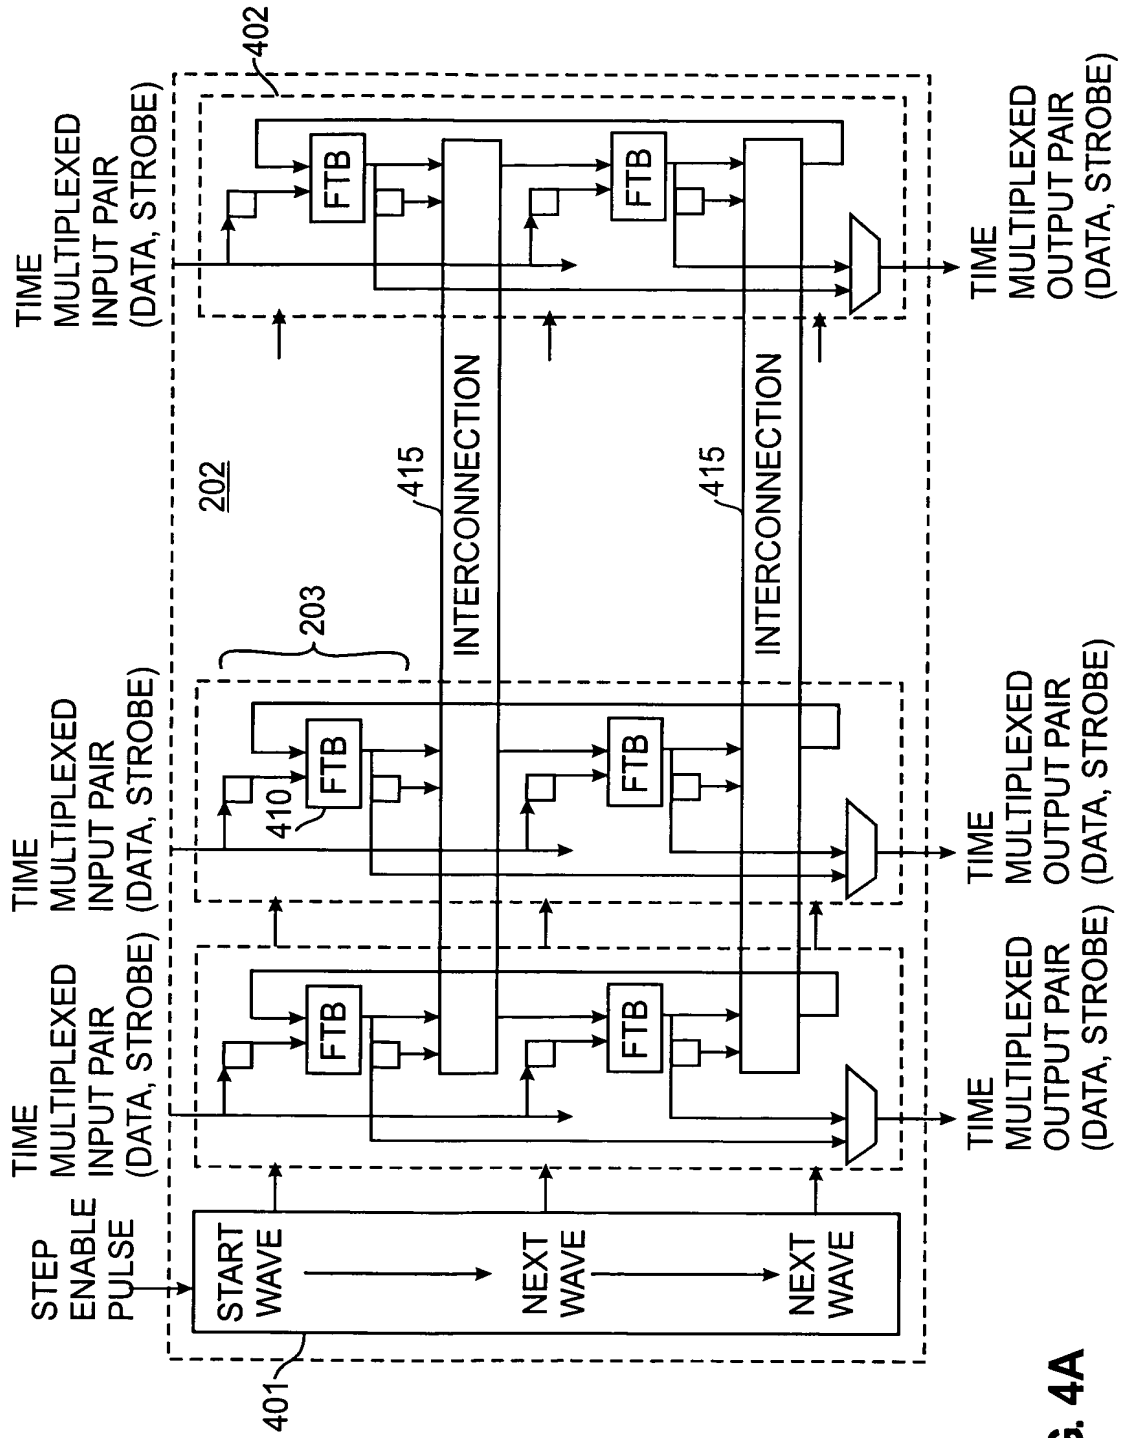 STEP
ENABLE
PULSE
TIME
MULTIPLEXED
INPUT PAIR
(DATA, STROBE)
TIME
MULTIPLEXED
INPUT PAIR
(DATA, STROBE)
TIME
MULTIPLEXED
INPUT PAIR
(DATA, STROBE)
401
402
202
203
START
WAVE
410
FTB
FTB
FTB
415
INTERCONNECTION
NEXT
WAVE
FTB
FTB
FTB
415
INTERCONNECTION
NEXT
WAVE
TIME
MULTIPLEXED
OUTPUT PAIR
(DATA, STROBE)
TIME
MULTIPLEXED
OUTPUT PAIR
(DATA, STROBE)
TIME
MULTIPLEXED
OUTPUT PAIR
(DATA, STROBE)
G. 4A